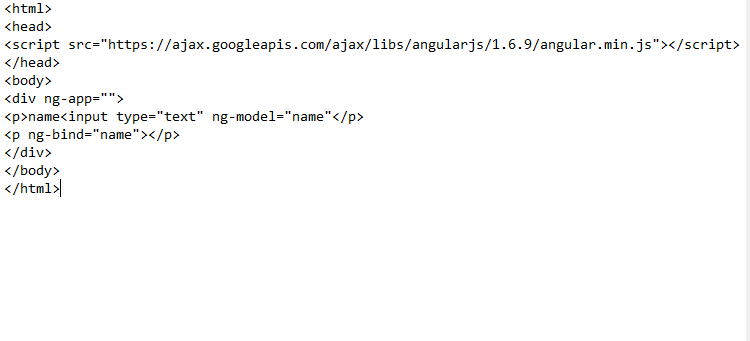 <html>
<head>
<script src="https://ajax.googleapis.com/ajax/libs/angularjs/1.6.9/angular.min.js"></script>
</head>
<body>
<div ng-app="">
<p>name<input type="text" ng-model="name"</p>
<p ng-bind="name"></p>
</div>
</body>
</html>